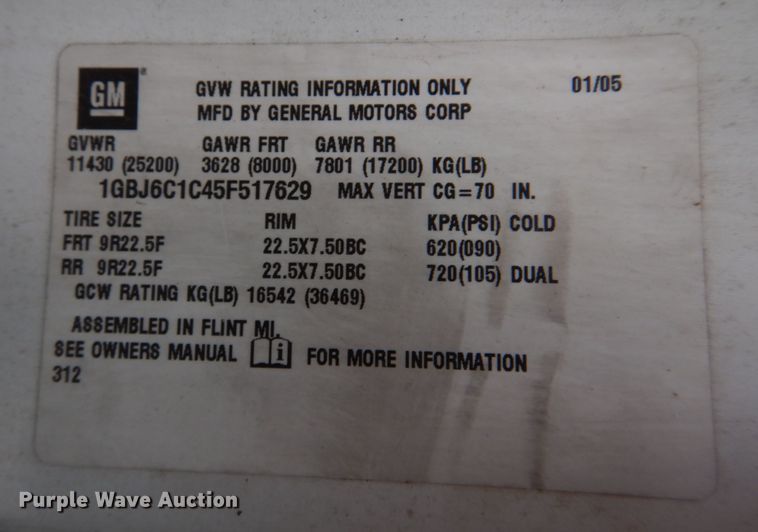 GM
GVW RATING INFORMATION ONLY 01/05
MFD BY GENERAL MOTORS CORP
GVWR GAWR FRT GAWR RR
11430 (25200) 3628 (8000) 7801 (17200) KG(LB)
1GBJ6C1C45F517629 MAX VERT CG=70 IN.
TIRE SIZE RIM KPA(PSI) COLD
FRT 9R22.5F 22.5X7.50BC 620(090)
RR 9R22.5F 22.5X7.50BC 720(105) DUAL
GCW RATING KG(LB) 16542 (36469)
ASSEMBLED IN FLINT MI.
SEE OWNERS MANUAL i FOR MORE INFORMATION
312
Purple Wave Auction